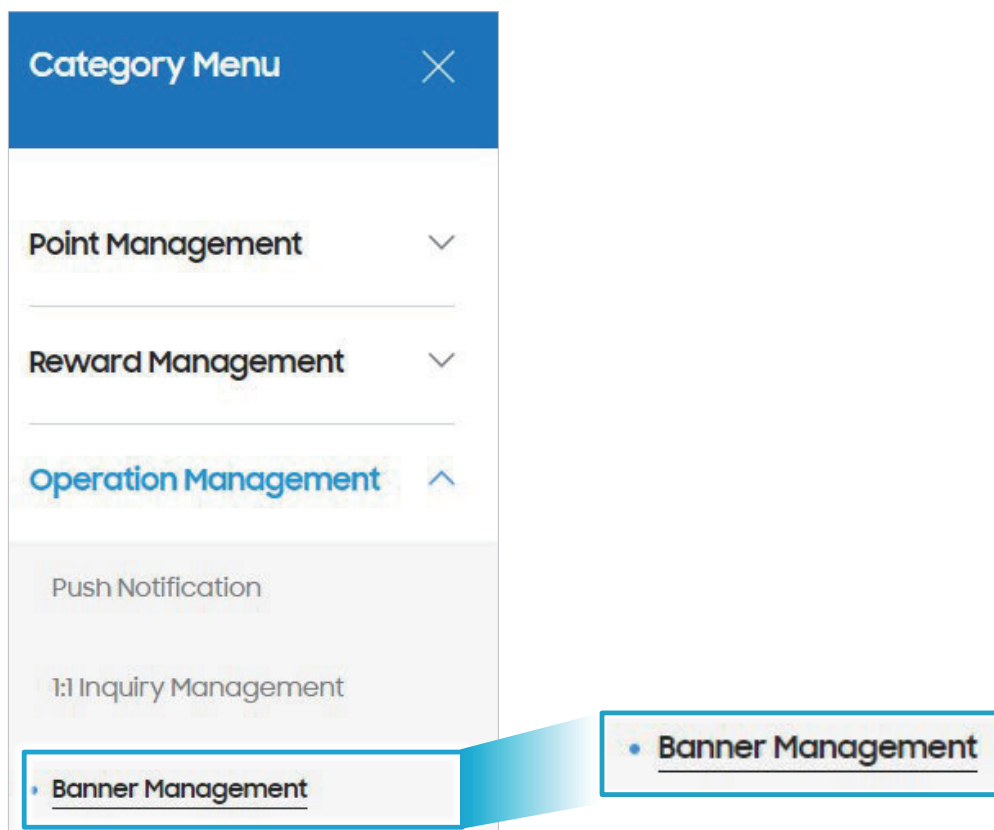 Category Menu
Point Management
Reward Management
Operation Management
Push Notification
1:1 Inquiry Management
Banner Management
Banner Management